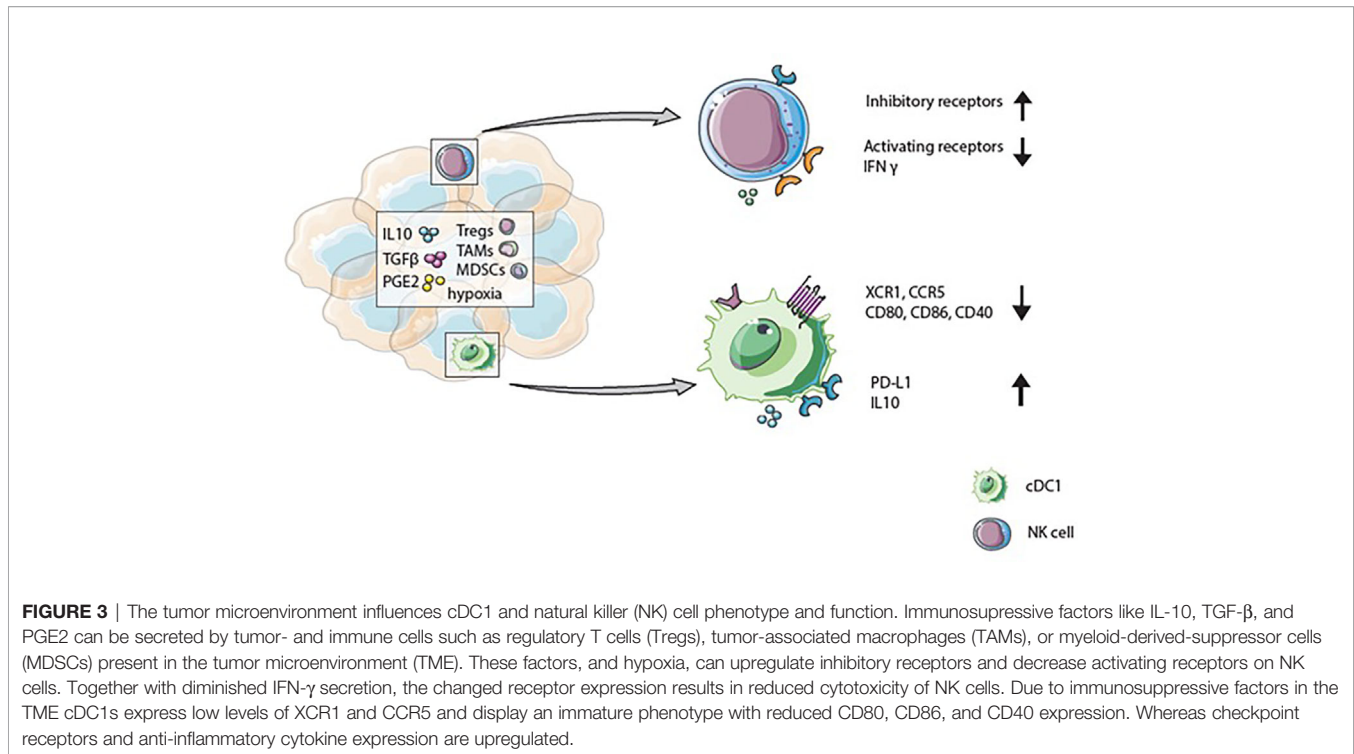 Inhibitory receptors
Activating receptors
IFN γ
IL10
TGFβ
PGE2
Tregs
TAMs
MDSCs
hypoxia
XCR1, CCR5
CD80, CD86, CD40
PD-L1
IL10
cDC1
NK cell
FIGURE 3 | The tumor microenvironment influences cDC1 and natural killer (NK) cell phenotype and function. Immunosupressive factors like IL-10, TGF-β, and
PGE2 can be secreted by tumor- and immune cells such as regulatory T cells (Tregs), tumor-associated macrophages (TAMs), or myeloid-derived-suppressor cells
(MDSCs) present in the tumor microenvironment (TME). These factors, and hypoxia, can upregulate inhibitory receptors and decrease activating receptors on NK
cells. Together with diminished IFN-γ secretion, the changed receptor expression results in reduced cytotoxicity of NK cells. Due to immunosuppressive factors in the
TME cDC1s express low levels of XCR1 and CCR5 and display an immature phenotype with reduced CD80, CD86, and CD40 expression. Whereas checkpoint
receptors and anti-inflammatory cytokine expression are upregulated.